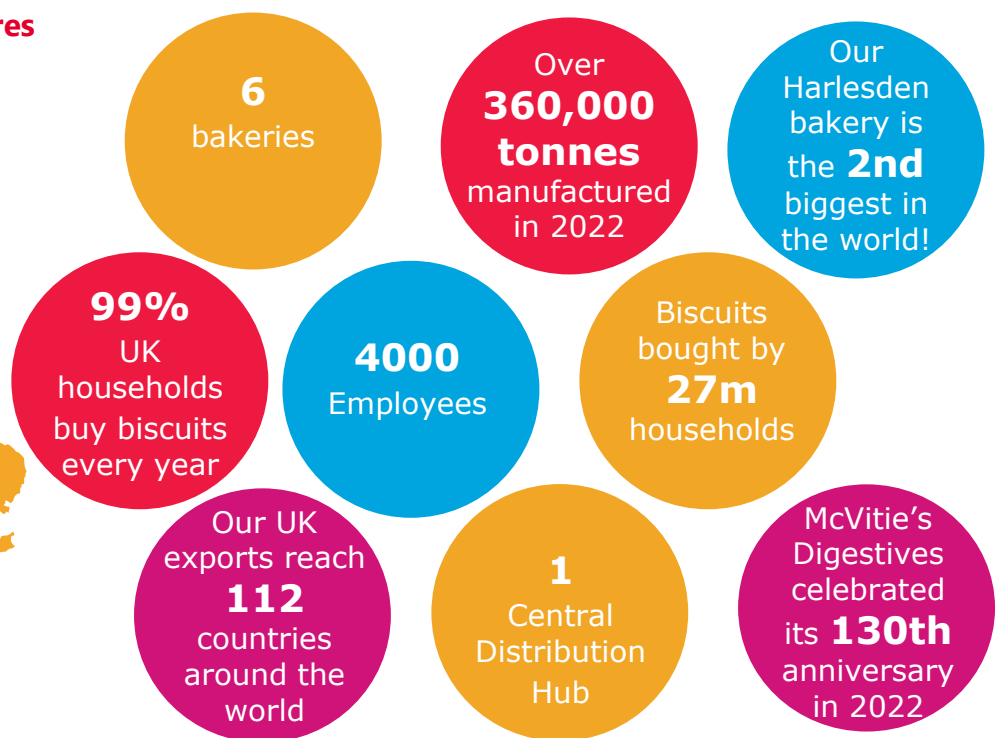 res
6
bakeries
Over
360,000
tonnes
manufactured
in 2022
Our
Harlesden
bakery is
the 2nd
biggest in
the world!
99%
UK
households
buy biscuits
every year
4000
Employees
Biscuits
bought by
27m
households
Our UK
exports reach
112
countries
around the
world
1
Central
Distribution
Hub
McVitie’s
Digestives
celebrated
its 130th
anniversary
in 2022